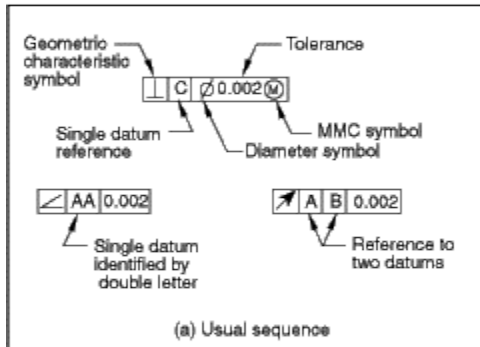 Geometric
characteristic
symbol
Tolerance
⊥ C ⌀0.002 Ⓜ
Single datum
reference
MMC symbol
Diameter symbol
∠ AA 0.002
↗ A B 0.002
Single datum
identified by
double letter
Reference to
two datums
(a) Usual sequence